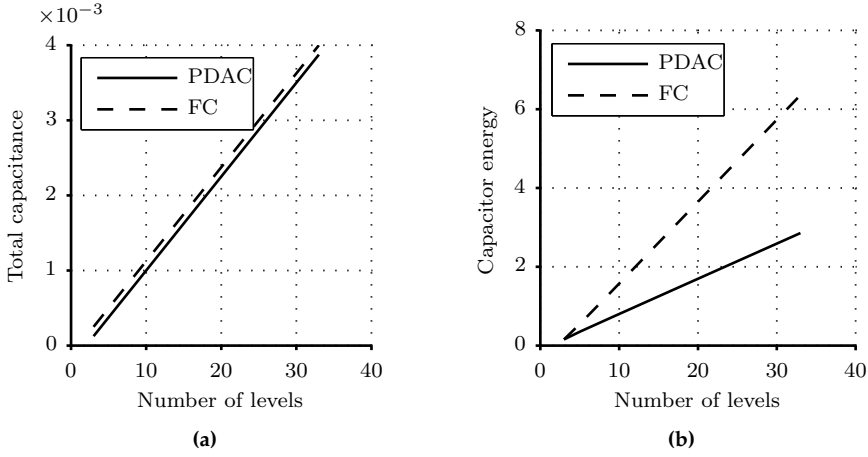 ×10⁻³
4
3
2
1
0
0 10 20 30 40
Total capacitance
Number of levels
PDAC
FC
(a)
8
6
4
2
0
0 10 20 30 40
Capacitor energy
Number of levels
PDAC
FC
(b)